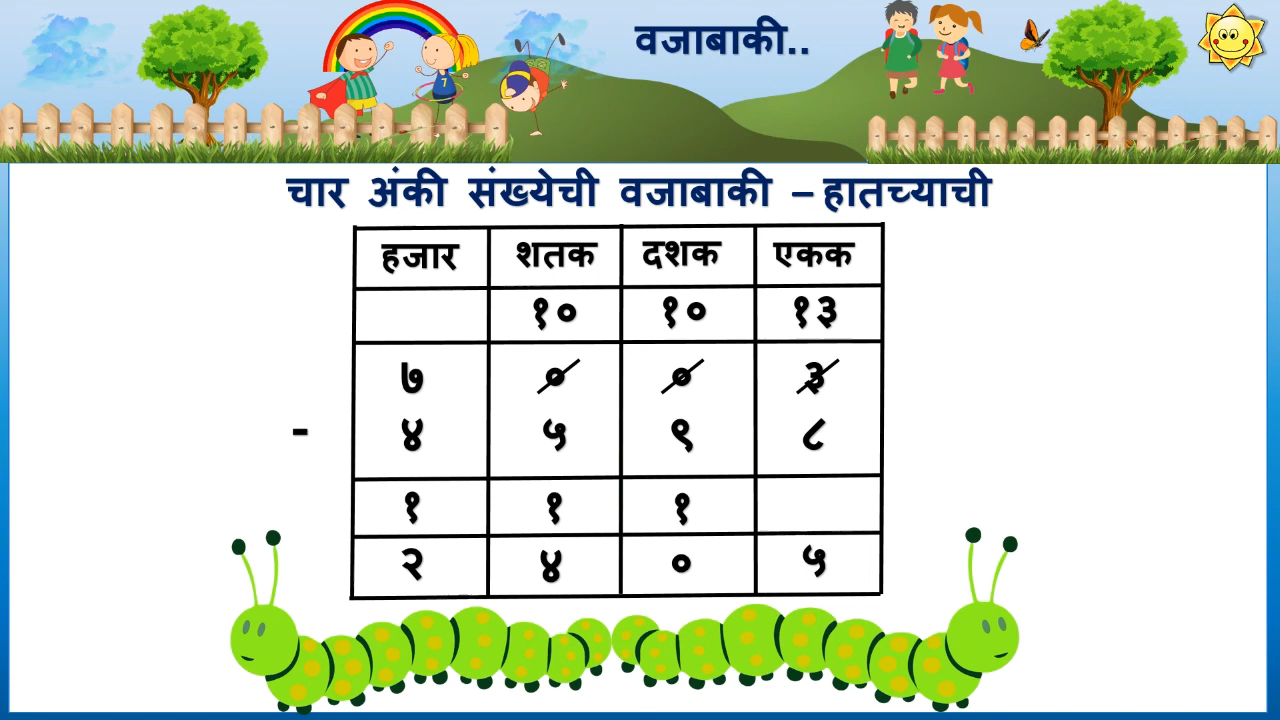 वजाबाकी..
7
चार अंकी संख्येची वजाबाकी – हातच्याची
हजार शतक दशक एकक
१० १० १३
७ ० ० ३
- ४ ५ ९ ८
१ १ १
२ ४ ० ५